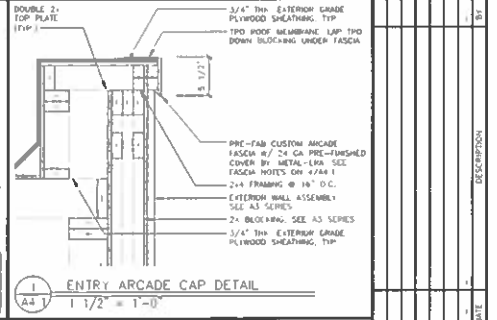 DOUBLE 2x
TOP PLATE
(TYP.)
3/4" THK EXTERIOR GRADE
PLYWOOD SHEATHING, TYP
TPO ROOF MEMBRANE LAP TPO
DOWN BLOCKING UNDER FASCIA
5 1/2"
PRE-FAB CUSTOM ARCADE
FASCIA W/ 24 GA PRE-FINISHED
COVER BY METAL-ERA SEE
FASCIA NOTES ON 4/A4.1
2x4 FRAMING @ 16" O.C.
EXTERIOR WALL ASSEMBLY
SEE A3 SERIES
2x BLOCKING, SEE A3 SERIES
3/4" THK EXTERIOR GRADE
PLYWOOD SHEATHING, TYP
1
A4.1
ENTRY ARCADE CAP DETAIL
1 1/2" = 1'-0"
BY
DESCRIPTION
DATE